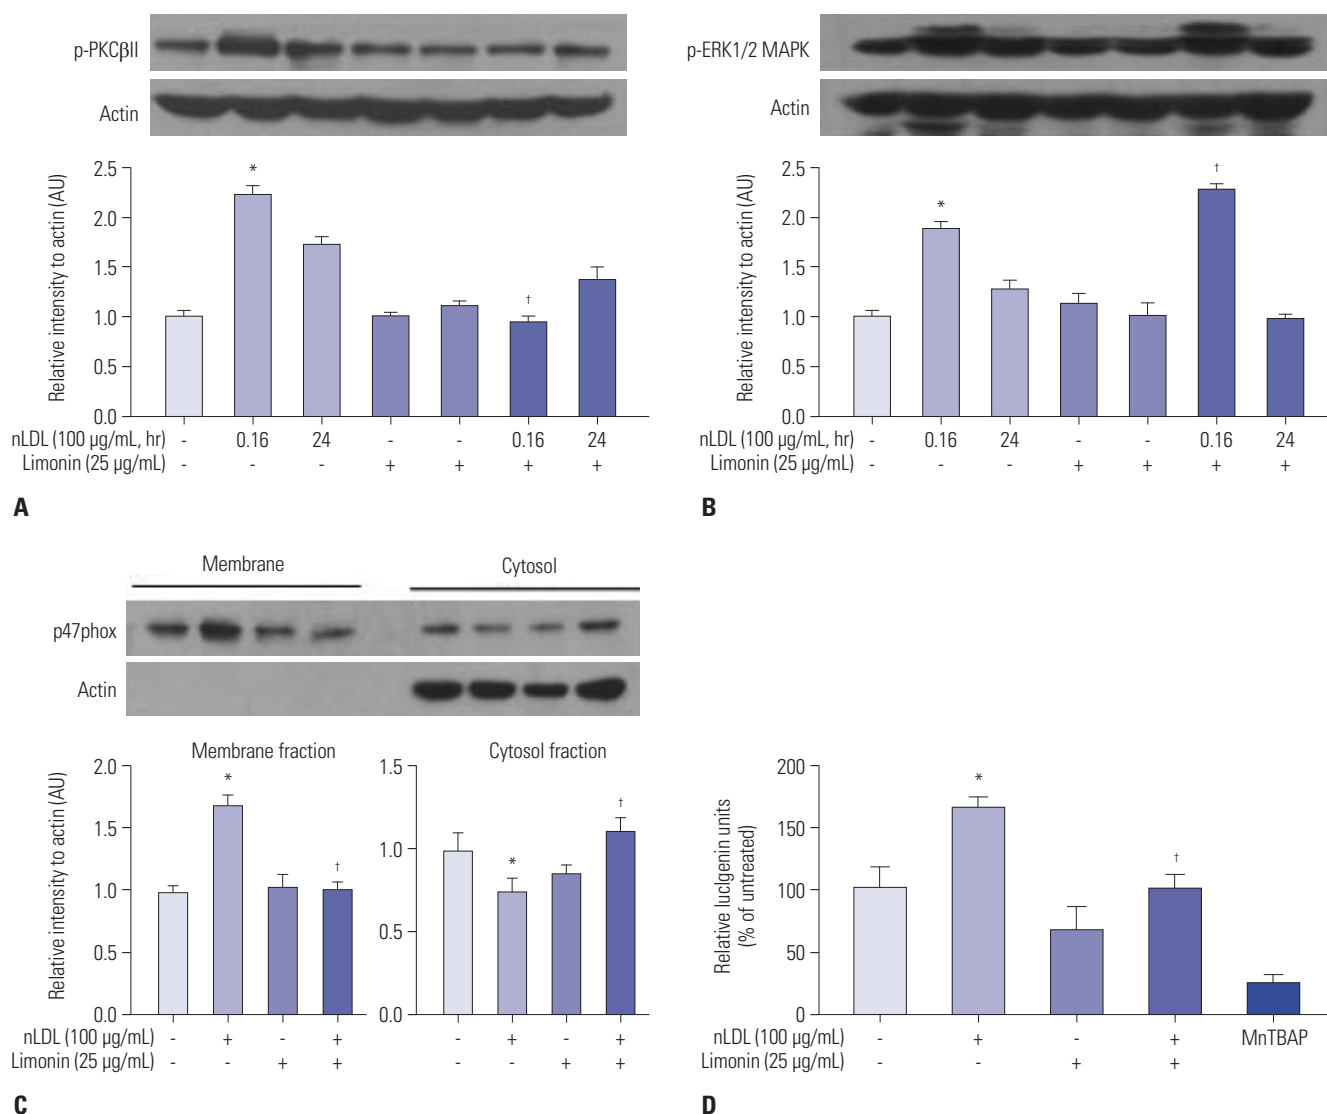 p-PKCβII
Actin
Relative intensity to actin (AU)
2.5
2.0
1.5
1.0
0.5
0.0
*
†
nLDL (100 µg/mL, hr) - 0.16 24 - - 0.16 24
Limonin (25 µg/mL) - - - + + + +
A
p-ERK1/2 MAPK
Actin
Relative intensity to actin (AU)
2.5
2.0
1.5
1.0
0.5
0.0
*
†
nLDL (100 µg/mL, hr) - 0.16 24 - - 0.16 24
Limonin (25 µg/mL) - - - + + + +
B
Membrane Cytosol
p47phox
Actin
Membrane fraction
Relative intensity to actin (AU)
2.0
1.5
1.0
0.5
0.0
*
†
Cytosol fraction
1.5
1.0
0.5
0.0
*
†
nLDL (100 µg/mL) - + - + - + - +
Limonin (25 µg/mL) - - + + - - + +
C
Relative luclgenin units
(% of untreated)
200
150
100
50
0
*
†
nLDL (100 µg/mL) - + - + MnTBAP
Limonin (25 µg/mL) - - + +
D